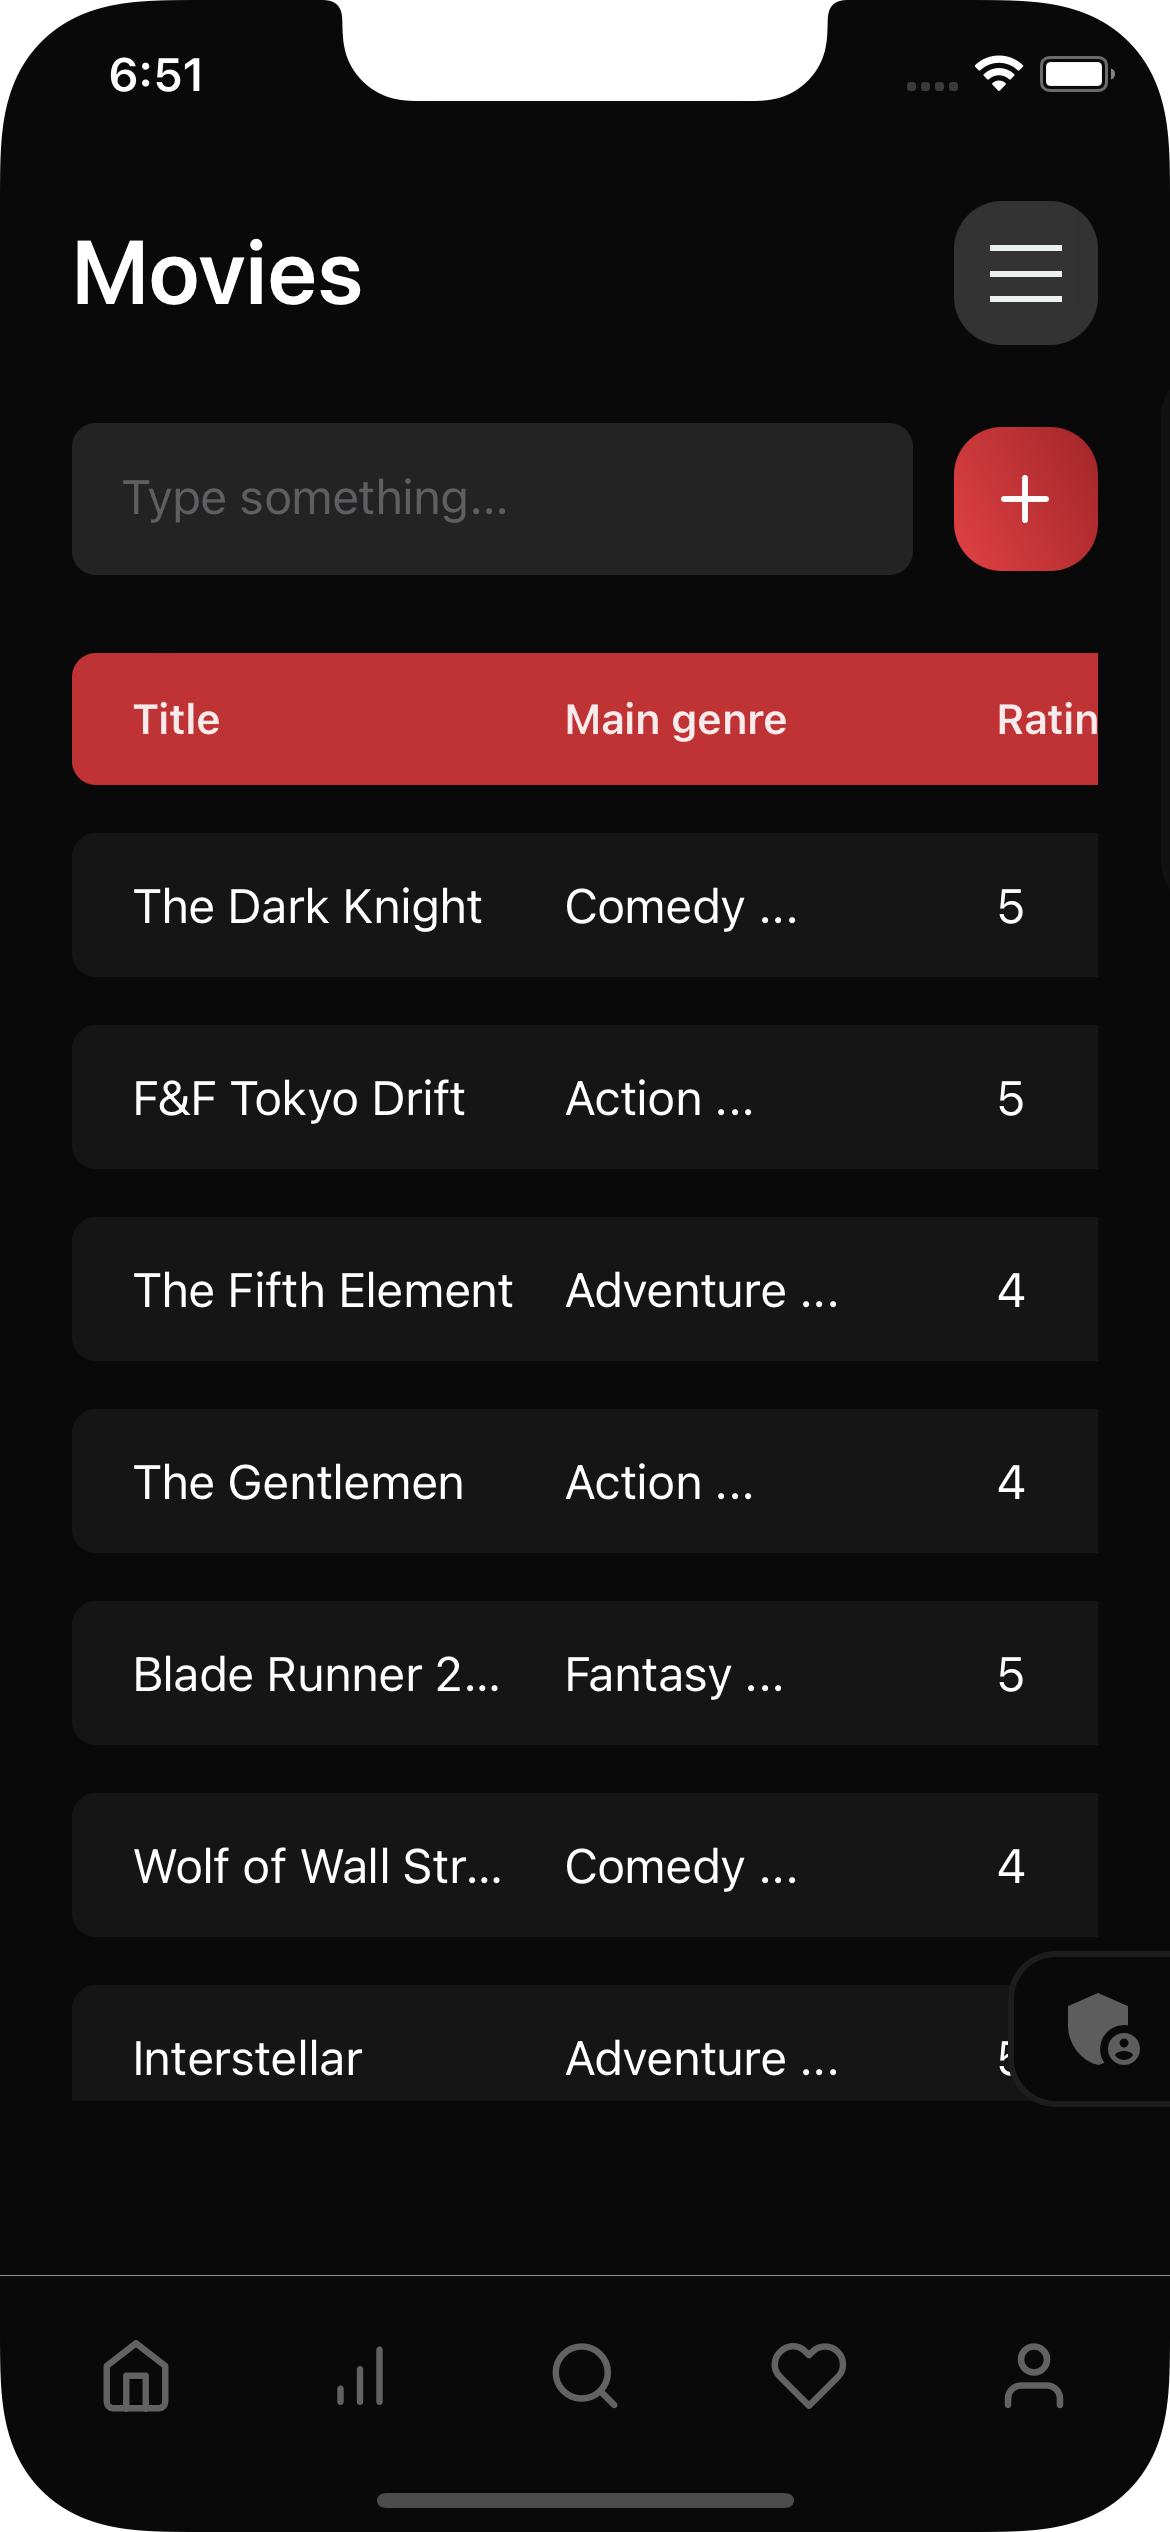 6:51
Movies
Type something...
Title Main genre Ratin
The Dark Knight Comedy ... 5
F&F Tokyo Drift Action ... 5
The Fifth Element Adventure ... 4
The Gentlemen Action ... 4
Blade Runner 2... Fantasy ... 5
Wolf of Wall Str... Comedy ... 4
Interstellar Adventure ... 5